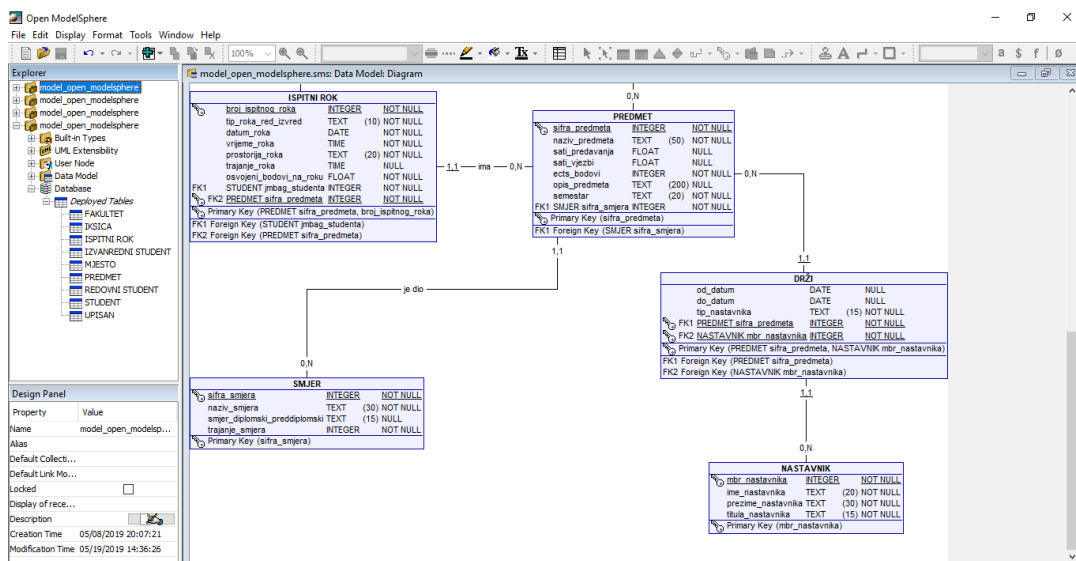 Open ModelSphere
File Edit Display Format Tools Window Help
100%
a $ f ø
Explorer
model_open_modelsphere
model_open_modelsphere
model_open_modelsphere
model_open_modelsphere
Built-in Types
UML Extensibility
User Node
Data Model
Database
Deployed Tables
FAKULTET
IKSICA
ISPITNI ROK
IZVANREDNI STUDENT
MJESTO
PREDMET
REDOVNI STUDENT
STUDENT
UPISAN
Design Panel
Property Value
Name model_open_modelsp...
Alias
Default Collecti...
Default Link Mo...
Locked
Display of rece...
Description
Creation Time 05/08/2019 20:07:21
Modification Time 05/19/2019 14:36:26
model_open_modelsphere.sms: Data Model: Diagram
ISPITNI ROK
broj_ispitnog_roka INTEGER NOT NULL
tip_roka_red_izvred TEXT (10) NOT NULL
datum_roka DATE NOT NULL
vrijeme_roka TIME NOT NULL
prostorija_roka TEXT (20) NOT NULL
trajanje_roka TIME NULL
osvojeni_bodovi_na_roku FLOAT NOT NULL
FK1 STUDENT jmbag_studenta INTEGER NOT NULL
FK2 PREDMET sifra_predmeta INTEGER NOT NULL
Primary Key (PREDMET sifra_predmeta, broj_ispitnog_roka)
FK1 Foreign Key (STUDENT jmbag_studenta)
FK2 Foreign Key (PREDMET sifra_predmeta)
1,1 ima 0,N
0,N
PREDMET
sifra_predmeta INTEGER NOT NULL
naziv_predmeta TEXT (50) NOT NULL
sati_predavanja FLOAT NULL
sati_vjezbi FLOAT NULL
ects_bodovi INTEGER NOT NULL
opis_predmeta TEXT (200) NULL
semestar TEXT (20) NOT NULL
FK1 SMJER sifra_smjera INTEGER NOT NULL
Primary Key (sifra_predmeta)
FK1 Foreign Key (SMJER sifra_smjera)
0,N
1,1
je dio
0,N
1,1
DRŽI
od_datum DATE NULL
do_datum DATE NULL
tip_nastavnika TEXT (15) NOT NULL
FK1 PREDMET sifra_predmeta INTEGER NOT NULL
FK2 NASTAVNIK mbr_nastavnika INTEGER NOT NULL
Primary Key (PREDMET sifra_predmeta, NASTAVNIK mbr_nastavnika)
FK1 Foreign Key (PREDMET sifra_predmeta)
FK2 Foreign Key (NASTAVNIK mbr_nastavnika)
SMJER
sifra_smjera INTEGER NOT NULL
naziv_smjera TEXT (30) NOT NULL
smjer_diplomski_preddiplomski TEXT (15) NULL
trajanje_smjera INTEGER NOT NULL
Primary Key (sifra_smjera)
1,1
0,N
NASTAVNIK
mbr_nastavnika INTEGER NOT NULL
ime_nastavnika TEXT (20) NOT NULL
prezime_nastavnika TEXT (30) NOT NULL
titula_nastavnika TEXT (15) NOT NULL
Primary Key (mbr_nastavnika)